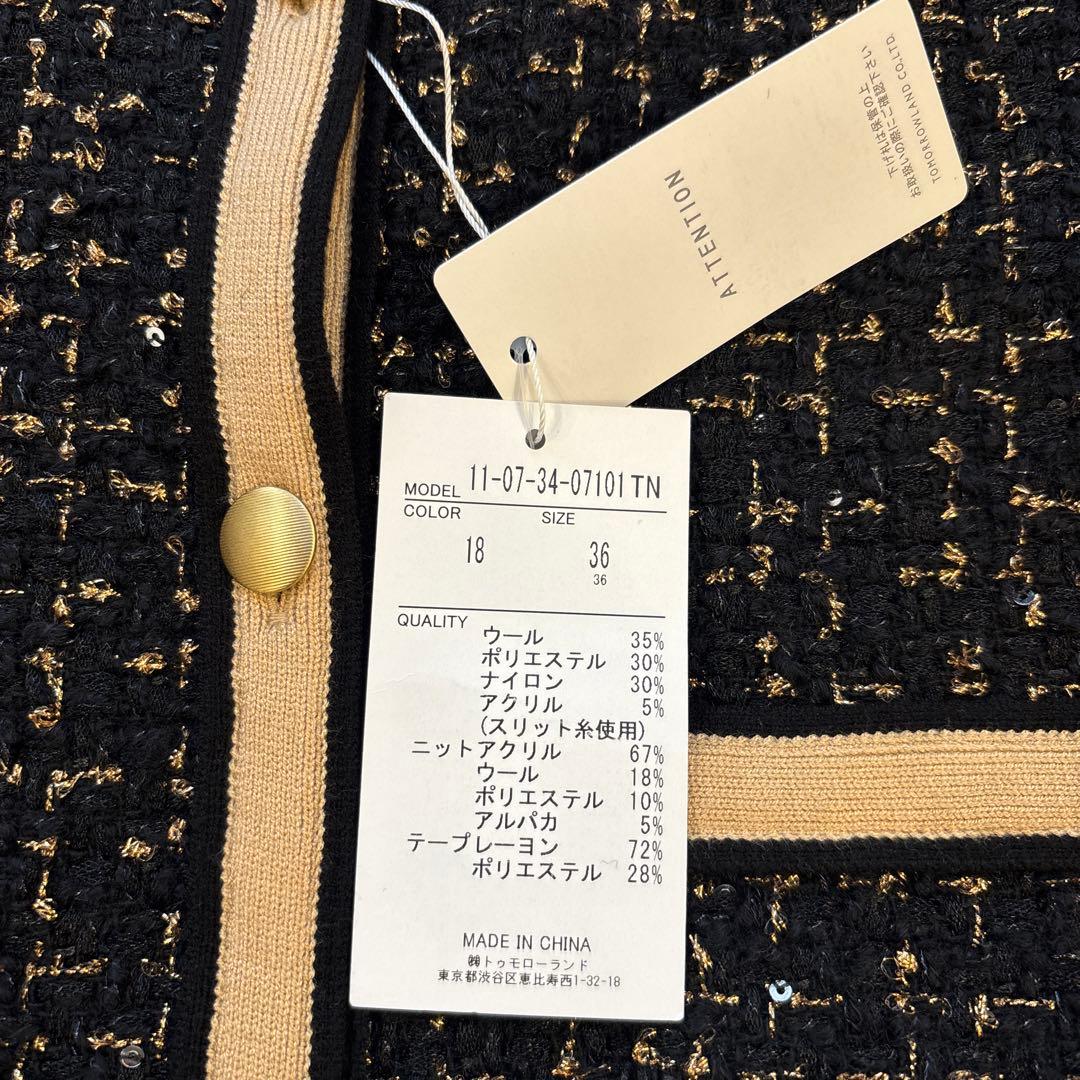 ATTENTION
下げ札は保管の上
お取扱いの際にご確認下さい
TOMORROWLAND CO.,LTD.
MODEL 11-07-34-07101 TN
COLOR SIZE
18 36
36
QUALITY
ウール 35%
ポリエステル 30%
ナイロン 30%
アクリル 5%
(スリット糸使用)
ニットアクリル 67%
ウール 18%
ポリエステル 10%
アルパカ 5%
テープレーヨン 72%
ポリエステル 28%
MADE IN CHINA
㈱トゥモローランド
東京都渋谷区恵比寿西1-32-18